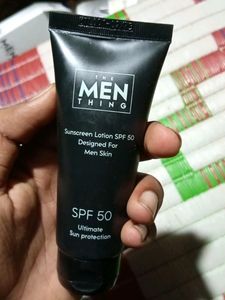 THE
MEN
THING
Sunscreen Lotion SPF 50
Designed For
Men Skin
SPF 50
Ultimate
Sun protection